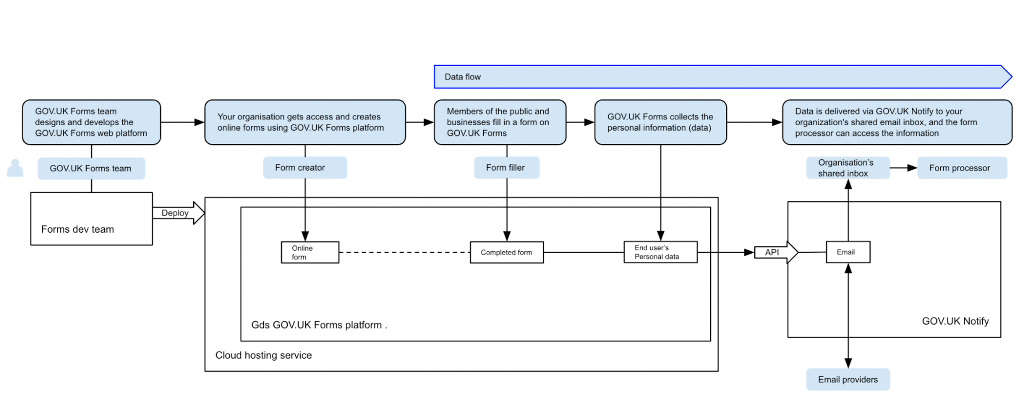 Data flow
GOV.UK Forms team
designs and develops the
GOV.UK Forms web platform
Your organisation gets access and creates
online forms using GOV.UK Forms platform
Members of the public and
businesses fill in a form on
GOV.UK Forms
GOV.UK Forms collects the
personal information (data)
Data is delivered via GOV.UK Notify to your
organization's shared email inbox, and the form
processor can access the information
GOV.UK Forms team
Form creator
Form filler
Organisation's
shared inbox
Form processor
Forms dev team
Deploy
Online
form
Completed form
End user's
Personal data
API
Email
Gds GOV.UK Forms platform .
GOV.UK Notify
Cloud hosting service
Email providers